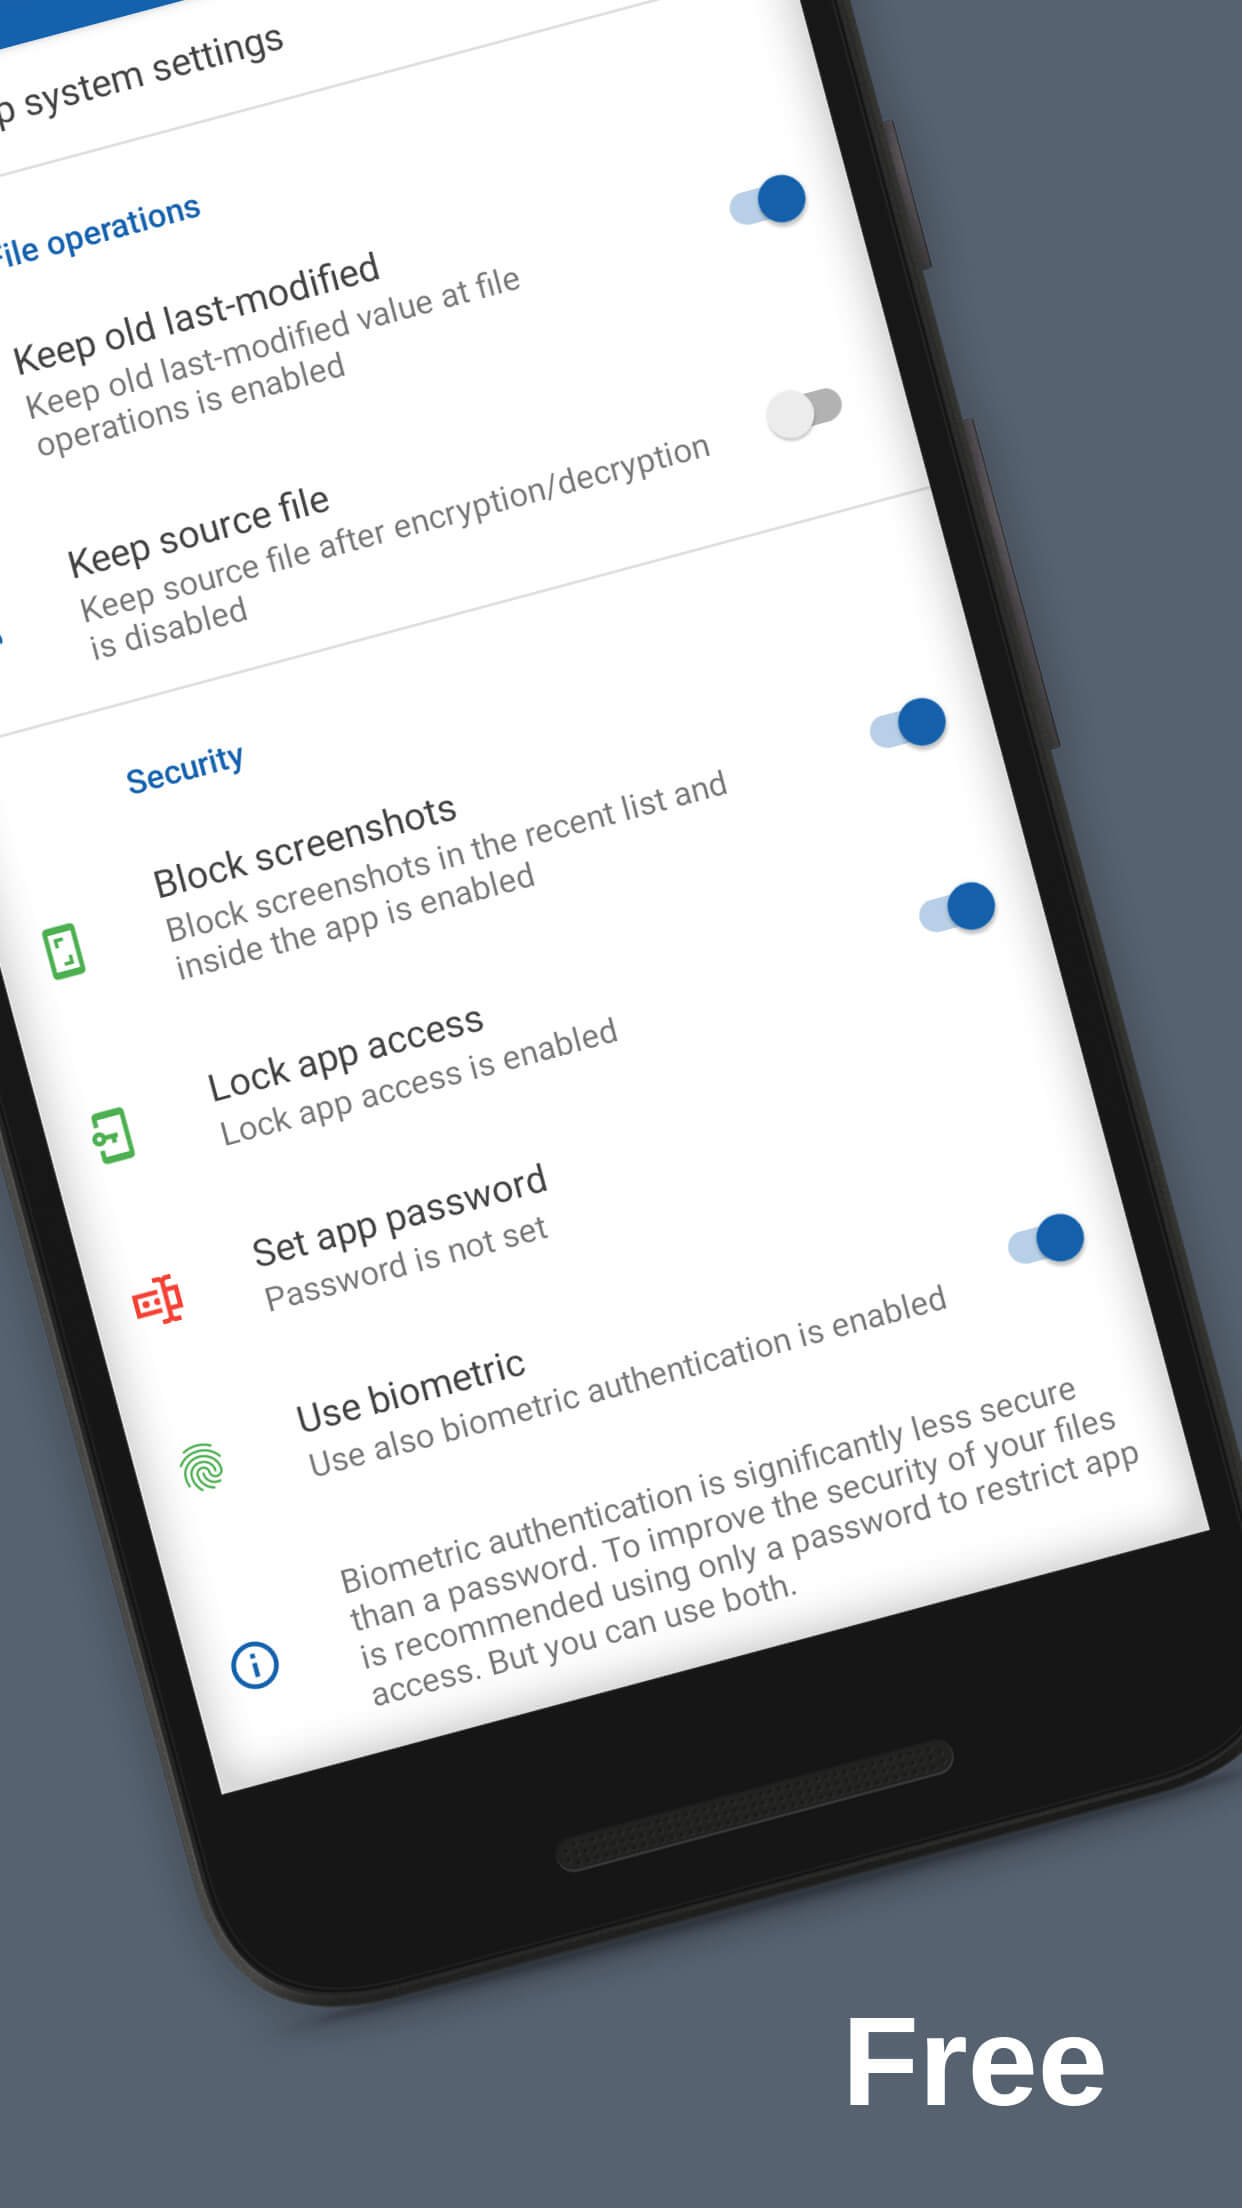 system settings
File operations
Keep old last-modified
Keep old last-modified value at file
operations is enabled
Keep source file
Keep source file after encryption/decryption
is disabled
Security
Block screenshots
Block screenshots in the recent list and
inside the app is enabled
Lock app access
Lock app access is enabled
Set app password
Password is not set
Use biometric
Use also biometric authentication is enabled
Biometric authentication is significantly less secure
than a password. To improve the security of your files
is recommended using only a password to restrict app
access. But you can use both.
Free